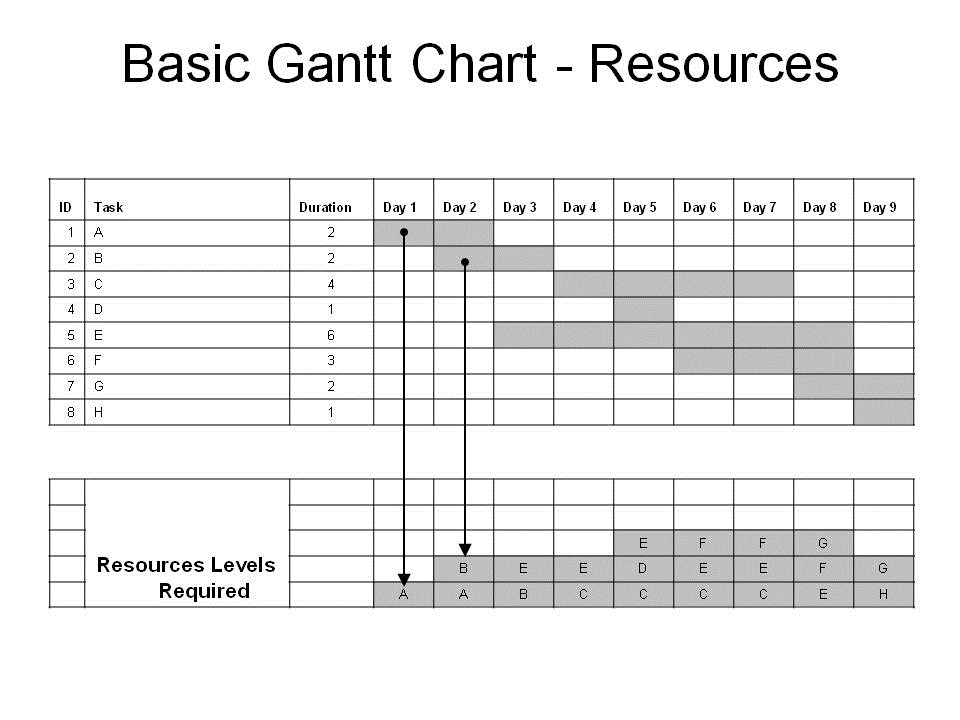 Basic Gantt Chart - Resources
ID Task Duration Day 1 Day 2 Day 3 Day 4 Day 5 Day 6 Day 7 Day 8 Day 9
1 A 2
2 B 2
3 C 4
4 D 1
5 E 6
6 F 3
7 G 2
8 H 1
E F F G
Resources Levels B E E D E E F G
Required A A B C C C C E H